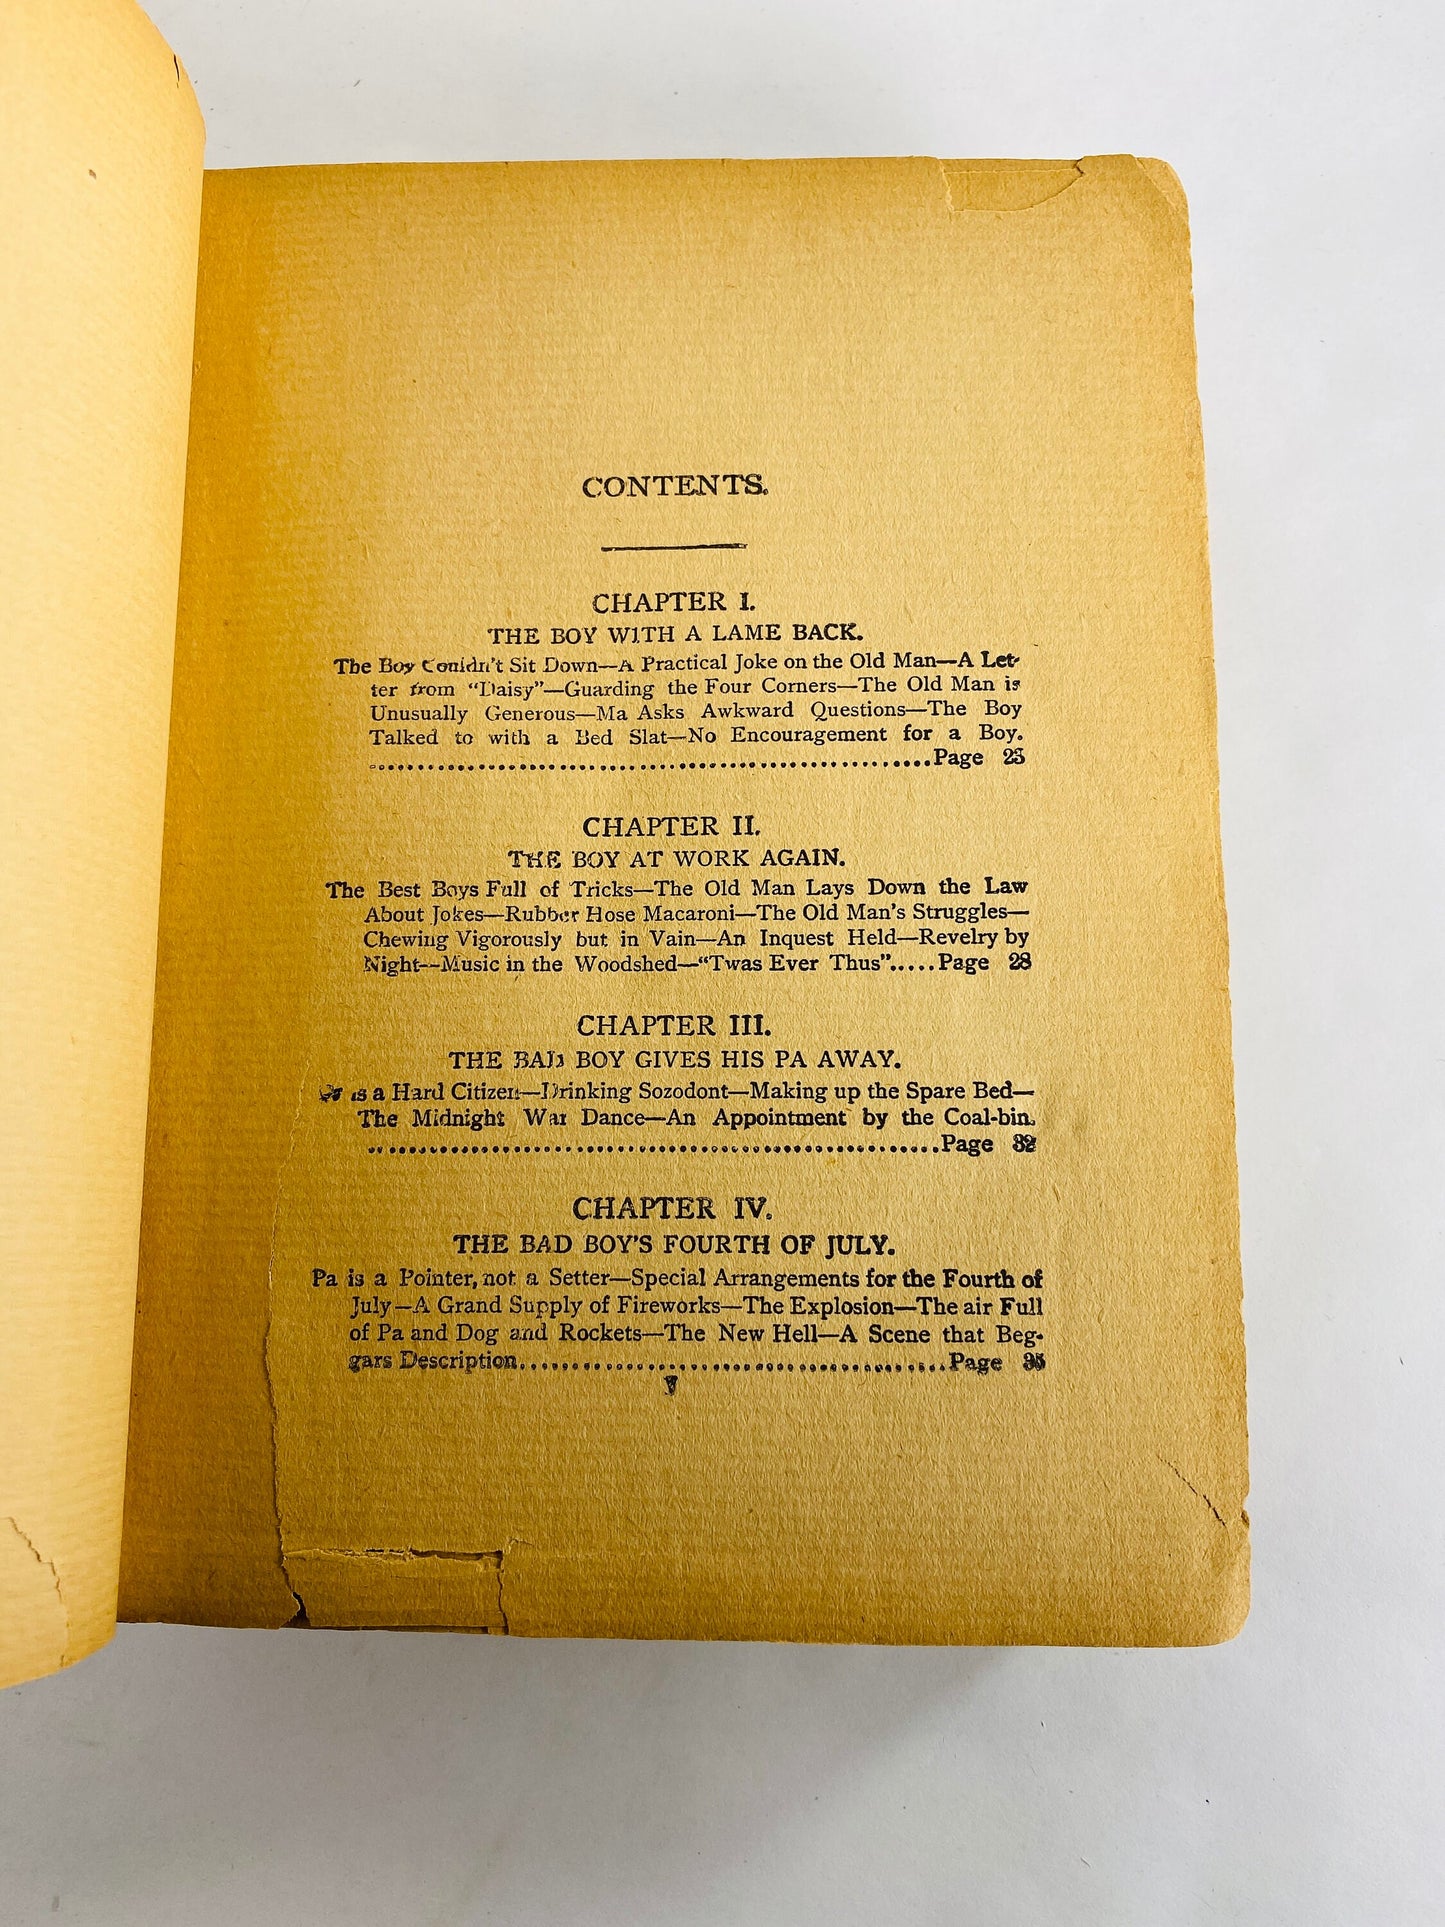 CONTENTS.
CHAPTER I.
THE BOY WITH A LAME BACK.
The Boy Couldn't Sit Down—A Practical Joke on the Old Man—A Let-
ter from "Daisy"—Guarding the Four Corners—The Old Man is
Unusually Generous—Ma Asks Awkward Questions—The Boy
Talked to with a Bed Slat—No Encouragement for a Boy.
........................................................Page 23
CHAPTER II.
THE BOY AT WORK AGAIN.
The Best Boys Full of Tricks—The Old Man Lays Down the Law
About Jokes—Rubber Hose Macaroni—The Old Man's Struggles—
Chewing Vigorously but in Vain—An Inquest Held—Revelry by
Night—Music in the Woodshed—"Twas Ever Thus".....Page 28
CHAPTER III.
THE BAD BOY GIVES HIS PA AWAY.
is a Hard Citizen—Drinking Sozodont—Making up the Spare Bed—
The Midnight War Dance—An Appointment by the Coal-bin.
........................................................Page 32
CHAPTER IV.
THE BAD BOY'S FOURTH OF JULY.
Pa is a Pointer, not a Setter—Special Arrangements for the Fourth of
July—A Grand Supply of Fireworks—The Explosion—The air Full
of Pa and Dog and Rockets—The New Hell—A Scene that Beg-
gars Description..........................................Page 35
V